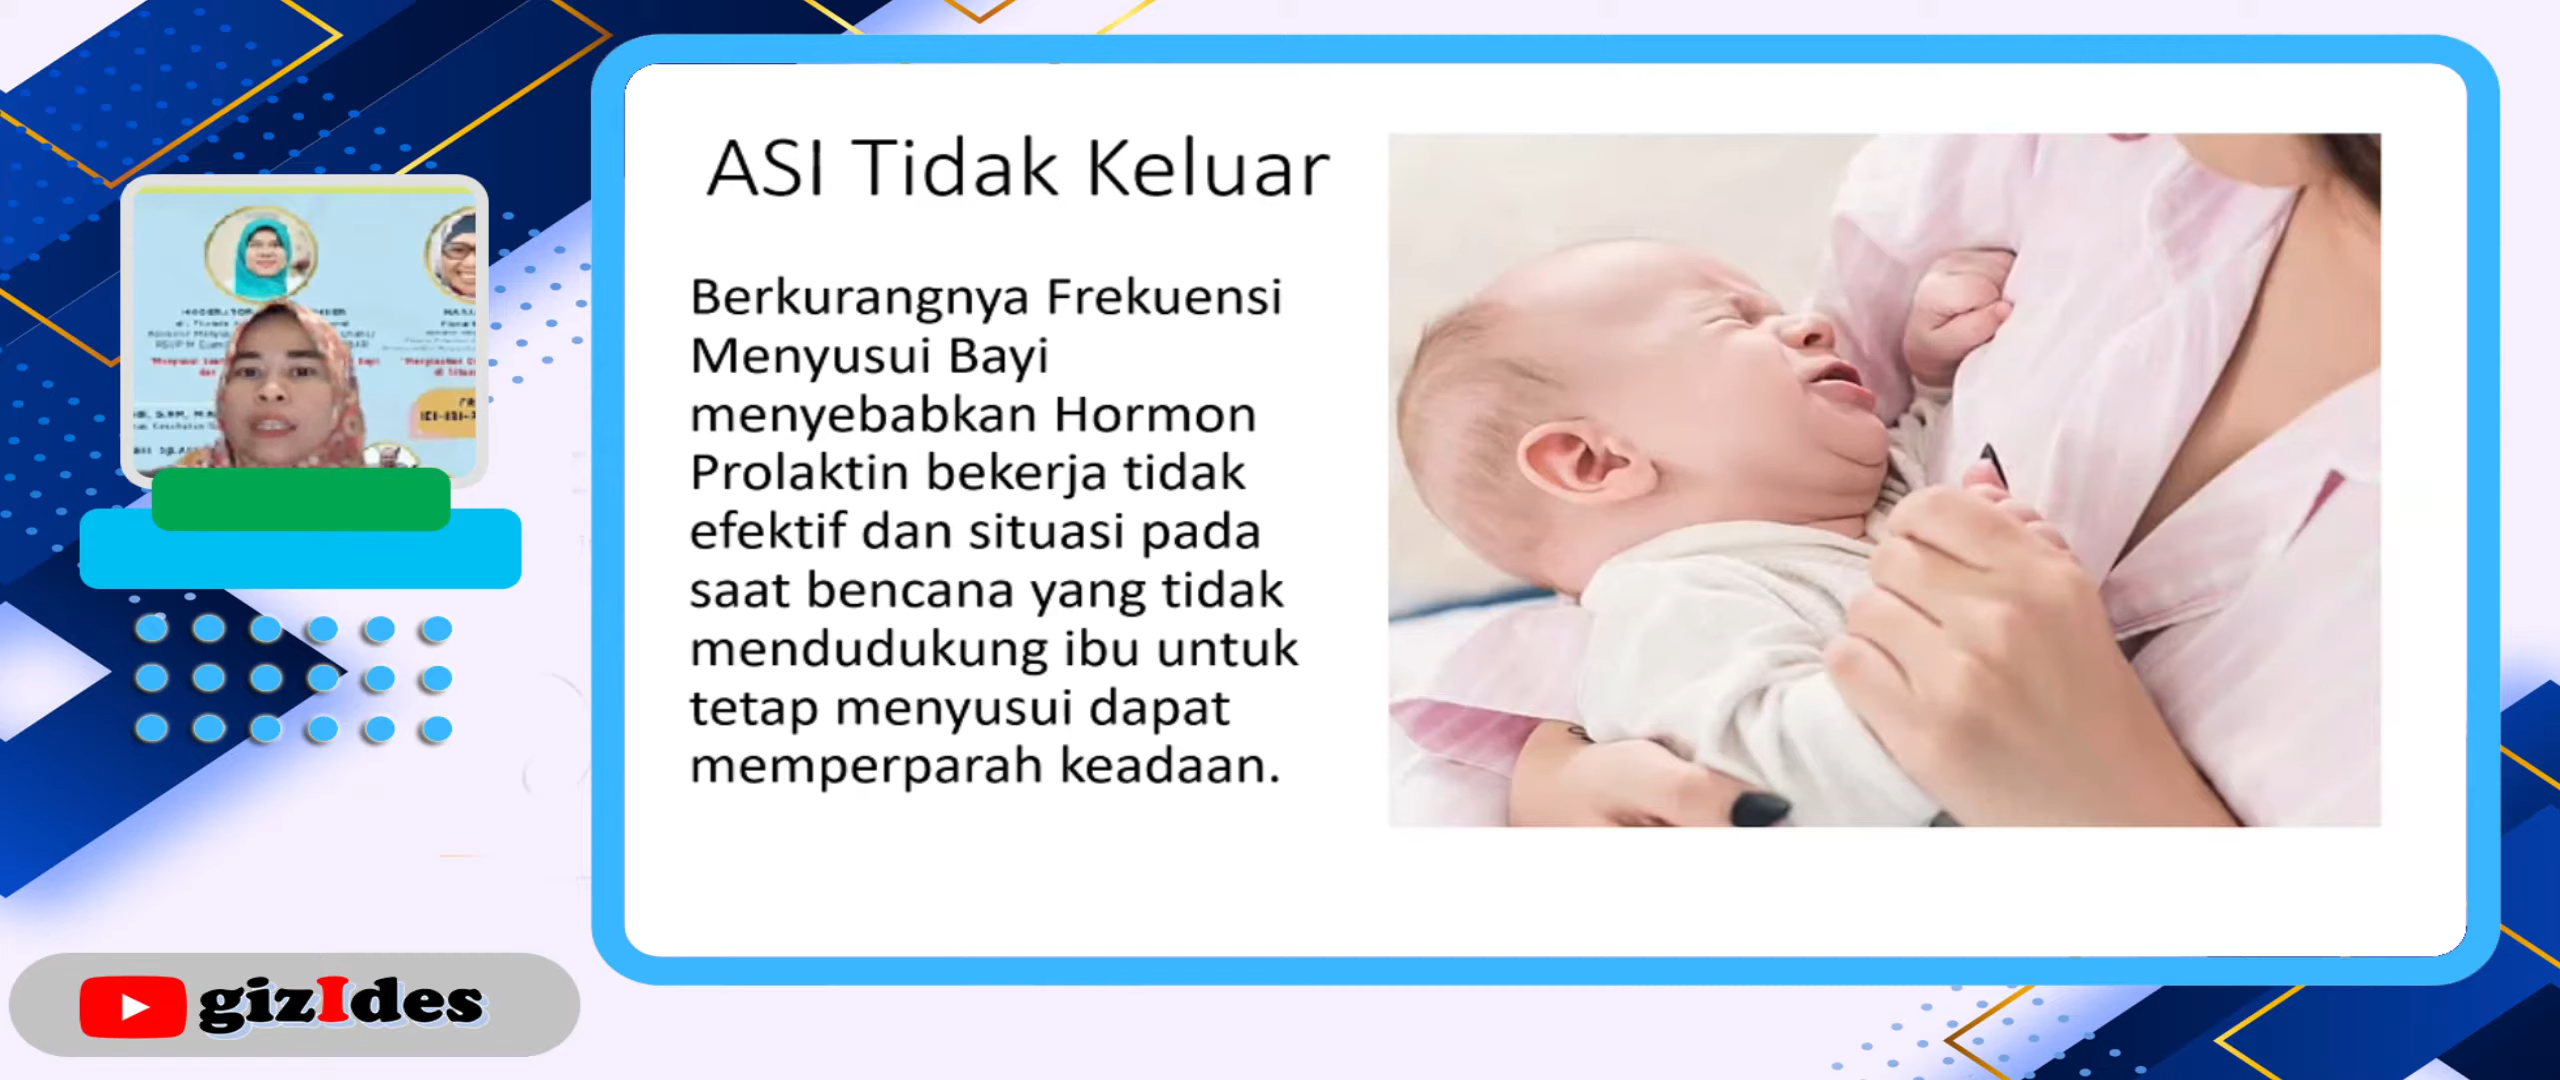 ASI Tidak Keluar
Berkurangnya Frekuensi
Menyusui Bayi
menyebabkan Hormon
Prolaktin bekerja tidak
efektif dan situasi pada
saat bencana yang tidak
mendudukung ibu untuk
tetap menyusui dapat
memperparah keadaan.
gizIdes